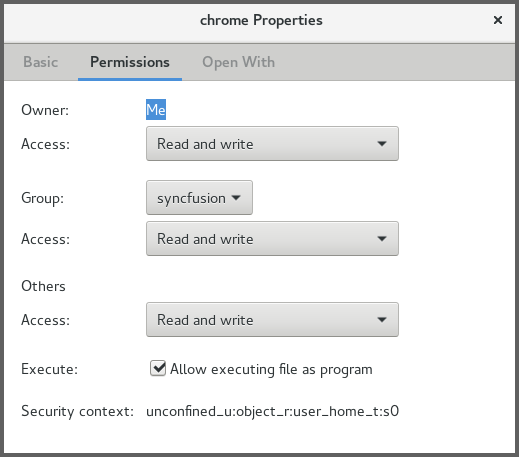 chrome Properties ×
Basic Permissions Open With
Owner: Me
Access: Read and write
Group: syncfusion
Access: Read and write
Others
Access: Read and write
Execute: Allow executing file as program
Security context: unconfined_u:object_r:user_home_t:s0